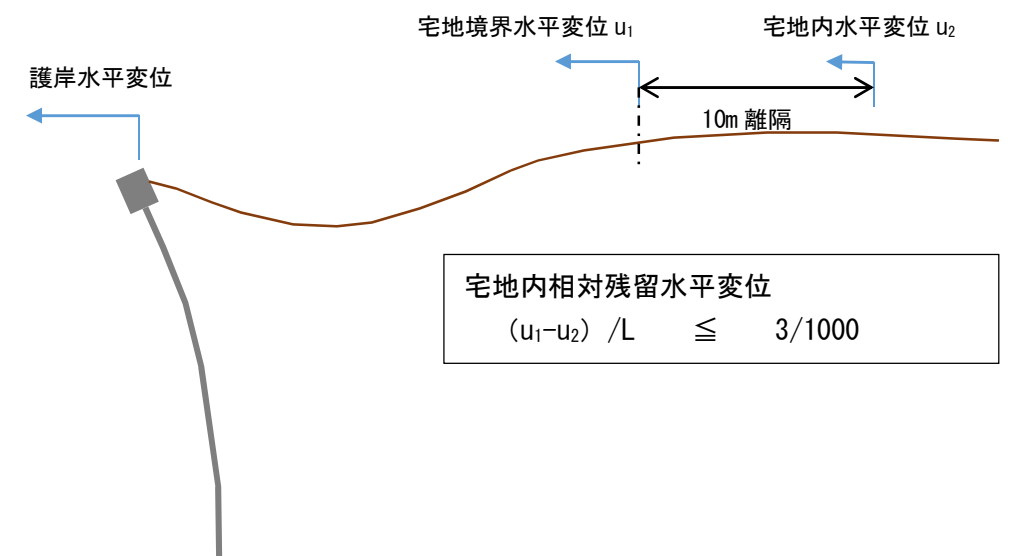 宅地境界水平変位 u₁
宅地内水平変位 u₂
護岸水平変位
10m 離隔
宅地内相対残留水平変位
(u₁-u₂) /L ≦ 3/1000